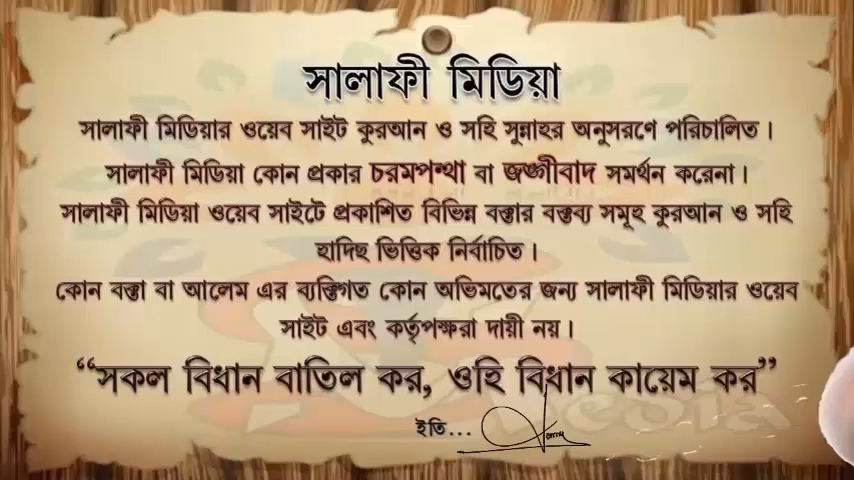 সালাফী মিডিয়া
সালাফী মিডিয়ার ওয়েব সাইট কুরআন ও সহি সুন্নাহর অনুসরণে পরিচালিত।
সালাফী মিডিয়া কোন প্রকার চরমপন্থা বা জঙ্গীবাদ সমর্থন করেনা।
সালাফী মিডিয়া ওয়েব সাইটে প্রকাশিত বিভিন্ন বক্তার বক্তব্য সমূহ কুরআন ও সহি
হাদিছ ভিত্তিক নির্বাচিত।
কোন বক্তা বা আলেম এর ব্যক্তিগত কোন অভিমতের জন্য সালাফী মিডিয়ার ওয়েব
সাইট এবং কর্তৃপক্ষরা দায়ী নয়।
“সকল বিধান বাতিল কর, ওহি বিধান কায়েম কর”
ইতি...